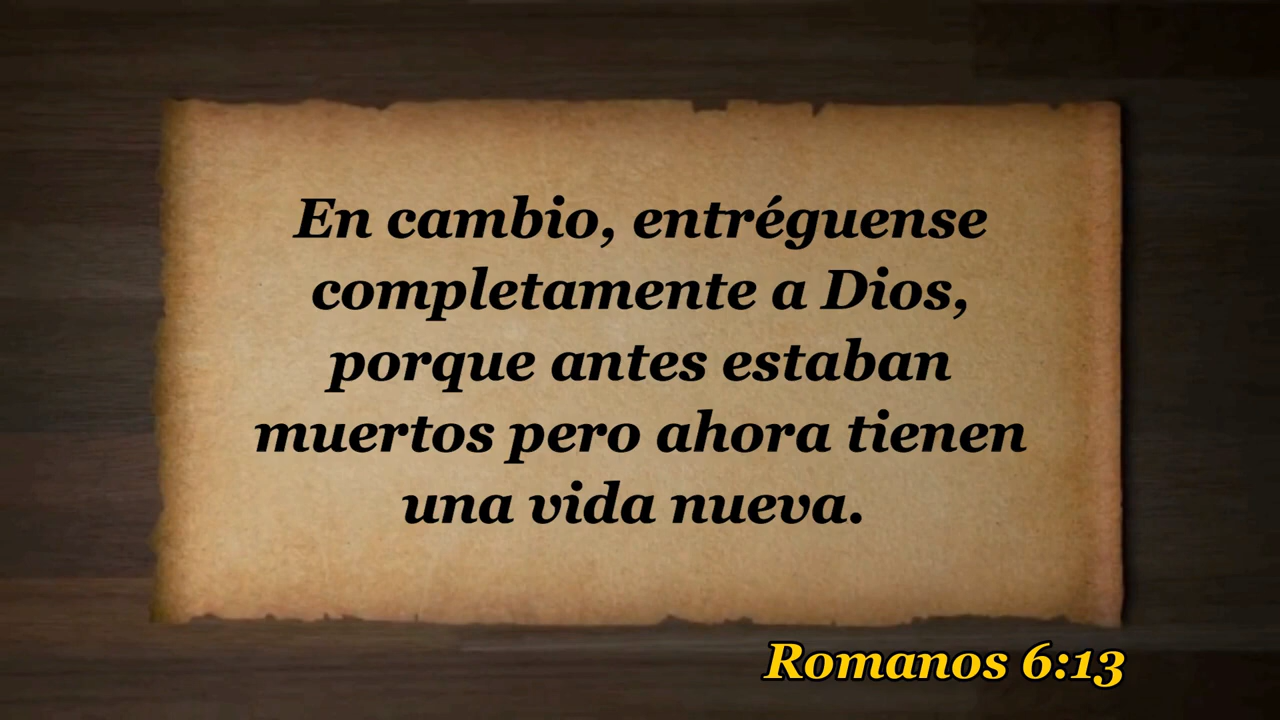 En cambio, entréguense
completamente a Dios,
porque antes estaban
muertos pero ahora tienen
una vida nueva.
Romanos 6:13